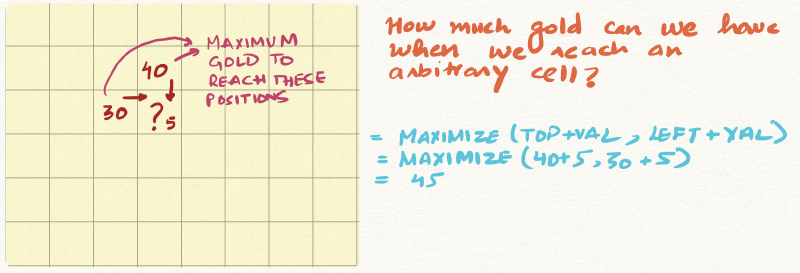 MAXIMUM
GOLD TO
REACH THESE
POSITIONS
40
30
? 5
How much gold can we have
when we reach an
arbitrary cell?
= MAXIMIZE (TOP+VAL, LEFT+VAL)
= MAXIMIZE (40+5, 30+5)
= 45